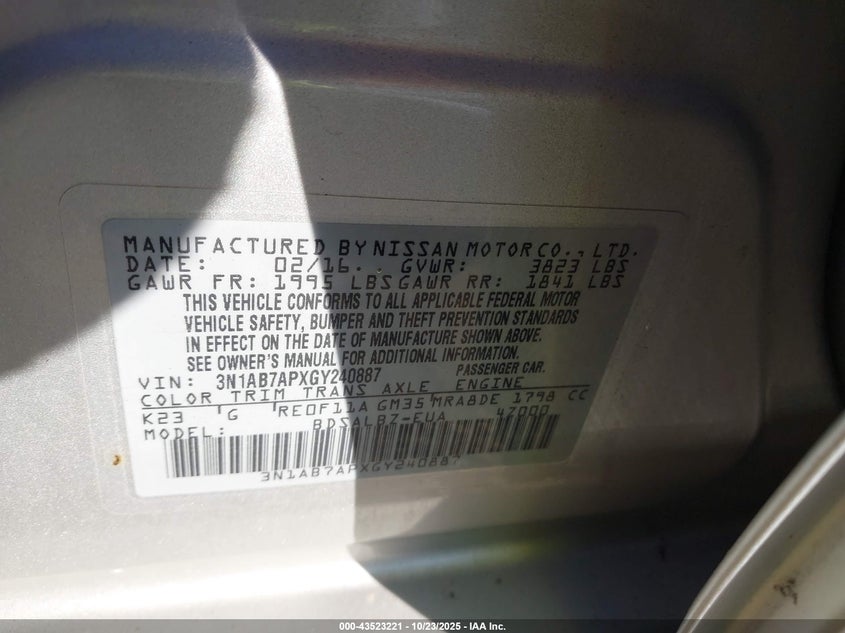 MANUFACTURED BY NISSAN MOTOR CO., LTD.
DATE: 02/16. GVWR: 3823 LBS
GAWR FR: 1995 LBS GAWR RR: 1841 LBS
THIS VEHICLE CONFORMS TO ALL APPLICABLE FEDERAL MOTOR
VEHICLE SAFETY, BUMPER AND THEFT PREVENTION STANDARDS
IN EFFECT ON THE DATE OF MANUFACTURE SHOWN ABOVE.
SEE OWNER'S MANUAL FOR ADDITIONAL INFORMATION.
VIN: 3N1AB7APXGY240887 PASSENGER CAR.
COLOR TRIM TRANS AXLE ENGINE
K23 G RE0F11A GM35 MRA8DE 1798 CC
MODEL: BDSALBZ-EUA 47000
3N1AB7APXGY240887
000-43523221 - 10/23/2025 - IAA Inc.